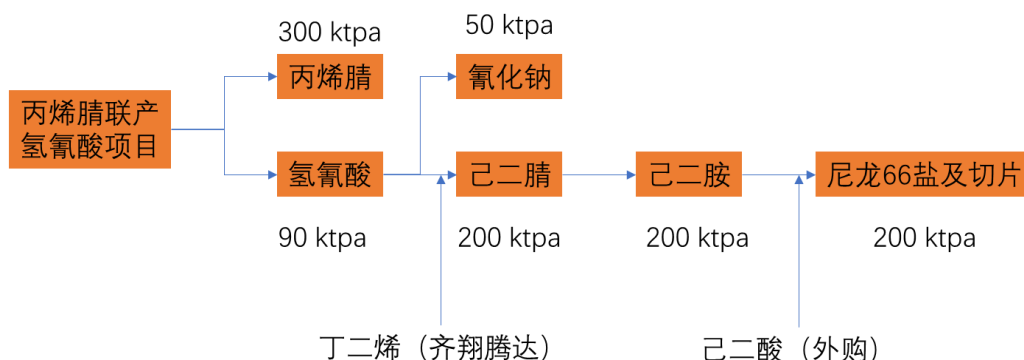 300 ktpa
50 ktpa
丙烯腈
氰化钠
丙烯腈联产
氢氰酸项目
氢氰酸
己二腈
己二胺
尼龙66盐及切片
90 ktpa
200 ktpa
200 ktpa
200 ktpa
丁二烯（齐翔腾达）
己二酸（外购）